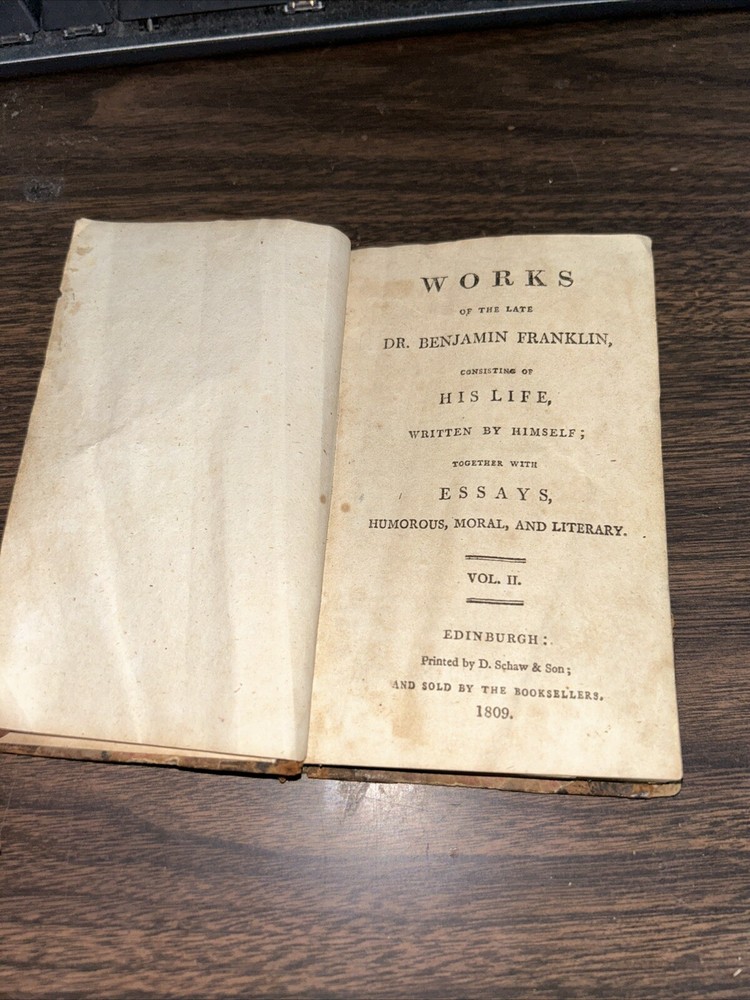 WORKS
OF THE LATE
DR. BENJAMIN FRANKLIN,
CONSISTING OF
HIS LIFE,
WRITTEN BY HIMSELF;
TOGETHER WITH
ESSAYS,
HUMOROUS, MORAL, AND LITERARY.
VOL. II.
EDINBURGH:
Printed by D. Schaw & Son;
AND SOLD BY THE BOOKSELLERS.
1809.